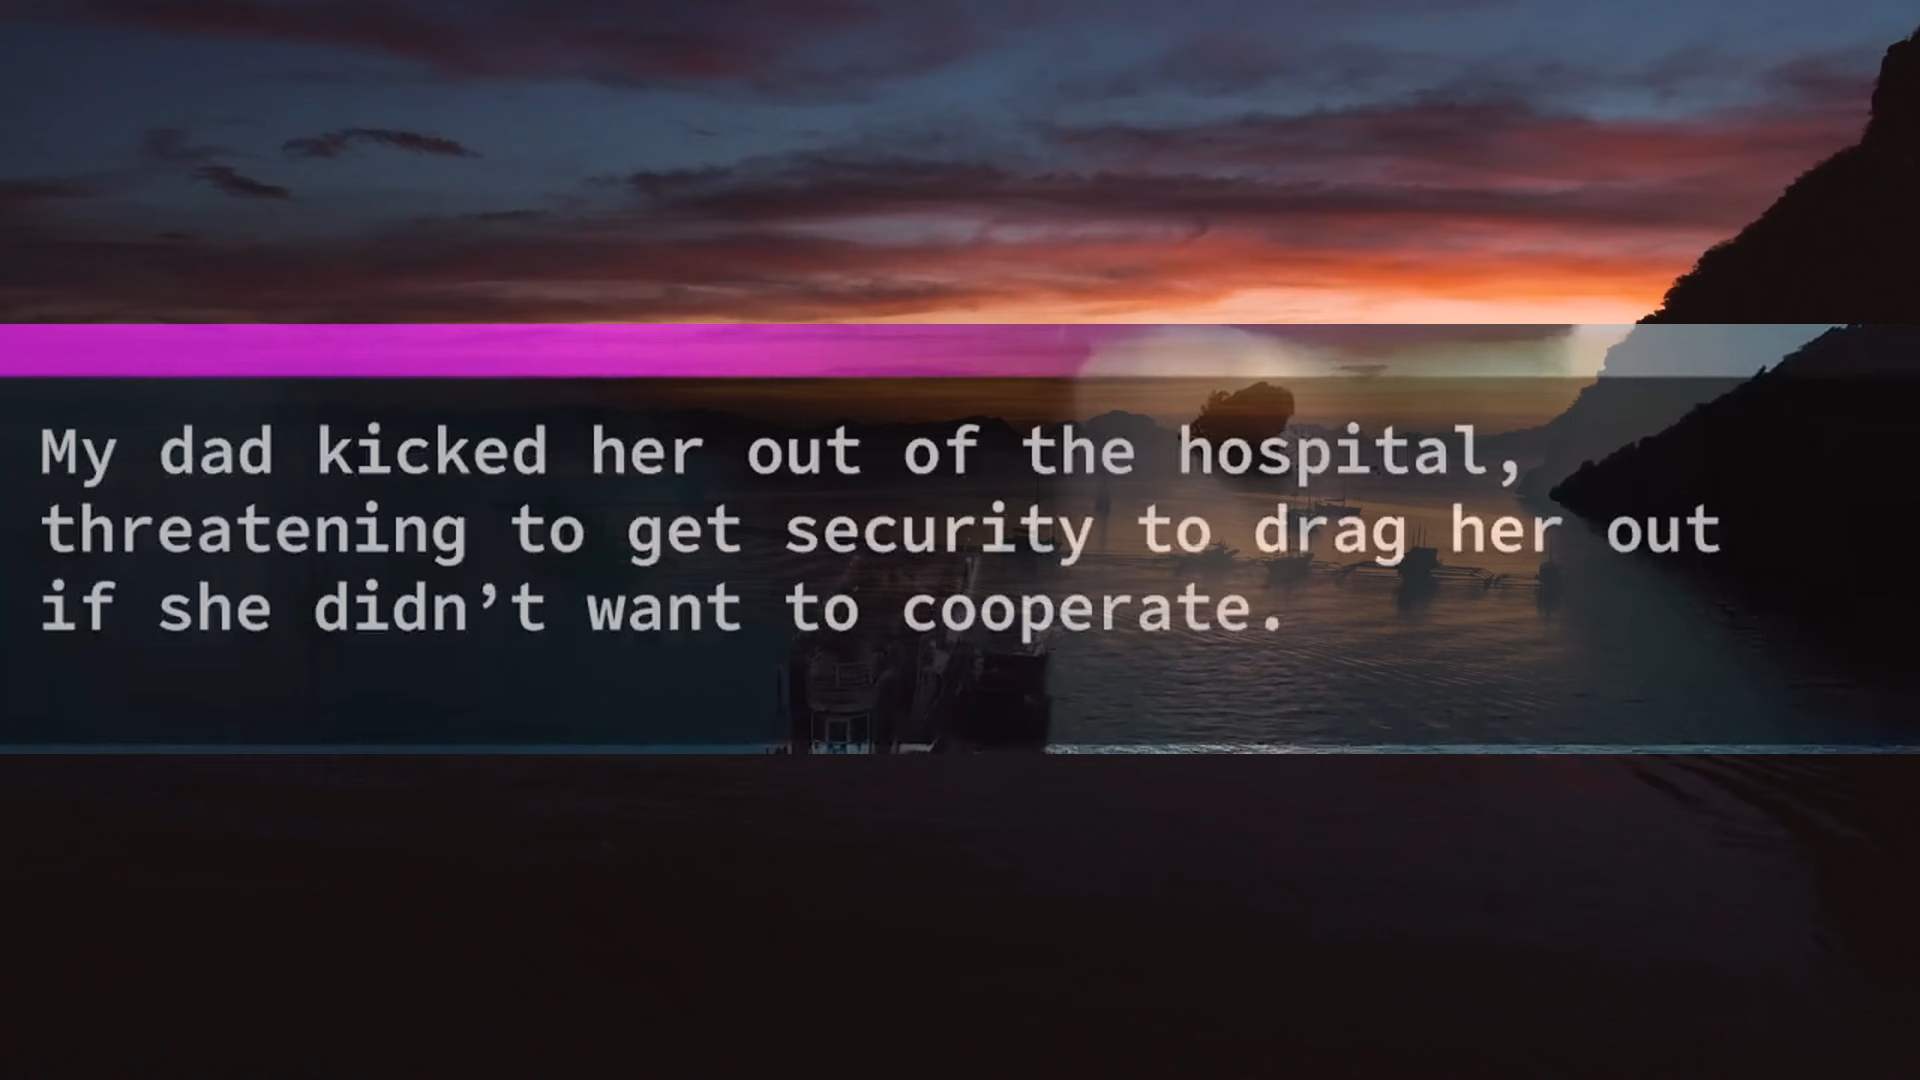 My dad kicked her out of the hospital,
threatening to get security to drag her out
if she didn’t want to cooperate.